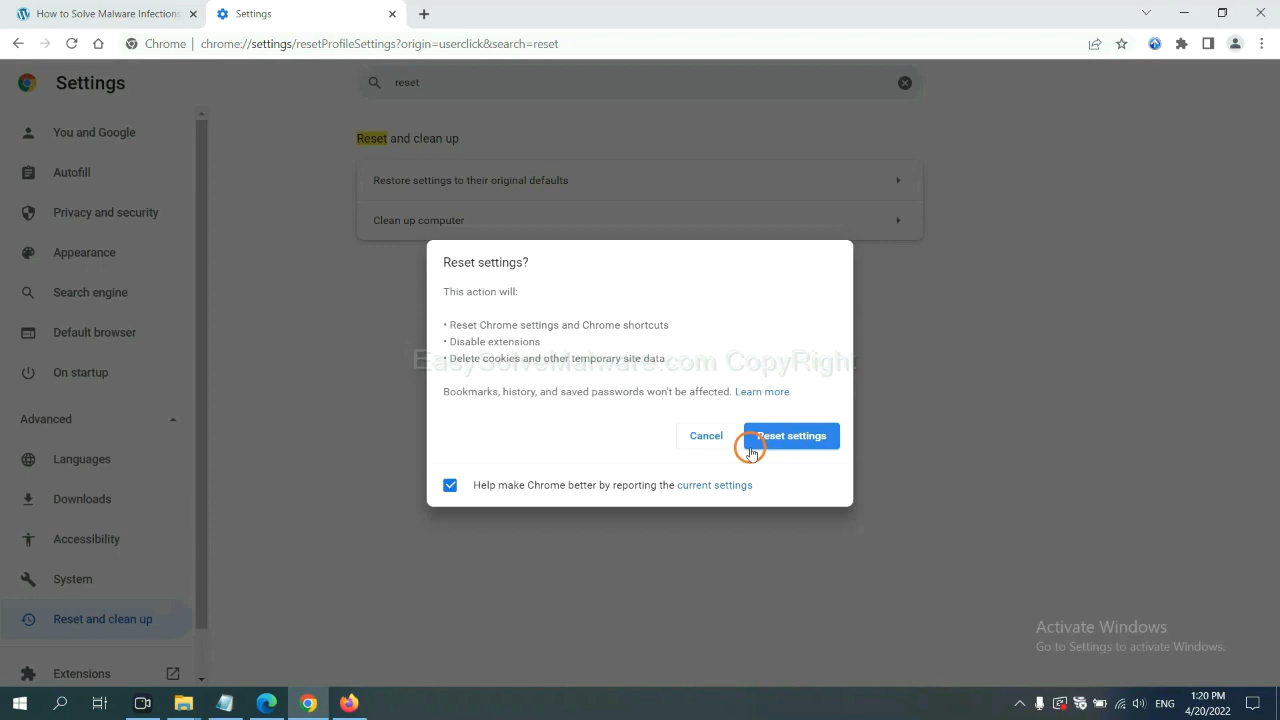 How to Solve Malware Infections
Settings
Chrome | chrome://settings/resetProfileSettings?origin=userclick&search=reset
Settings
reset
You and Google
Autofill
Privacy and security
Appearance
Search engine
Default browser
On startup
Advanced
Languages
Downloads
Accessibility
System
Reset and clean up
Extensions
Reset and clean up
Restore settings to their original defaults
Clean up computer
Reset settings?
This action will:
• Reset Chrome settings and Chrome shortcuts
• Disable extensions
• Delete cookies and other temporary site data
EasySolveMalware.com CopyRight
Bookmarks, history, and saved passwords won't be affected. Learn more
Cancel
Reset settings
Help make Chrome better by reporting the current settings
Activate Windows
Go to Settings to activate Windows.
ENG
1:20 PM
4/20/2022